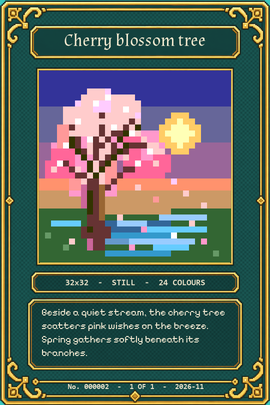 Cherry blossom tree
32x32 - STILL - 24 COLOURS
Beside a quiet stream, the cherry tree
scatters pink wishes on the breeze.
Spring gathers softly beneath its
branches.
No. 000002 - 1 OF 1 - 2026-11